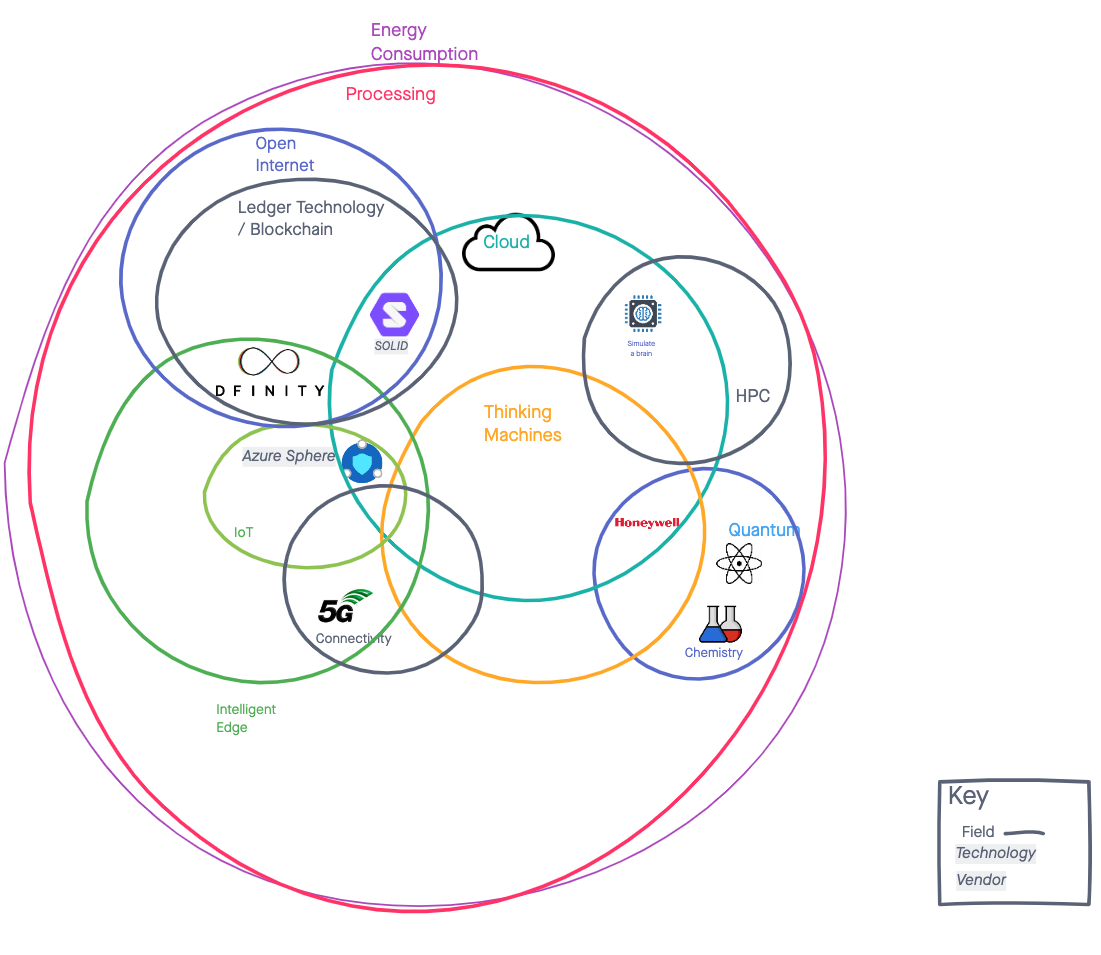 Energy
Consumption
Processing
Open
Internet
Ledger Technology
/ Blockchain
Cloud
SOLID
Simulate
a brain
DFINITY
HPC
Thinking
Machines
Azure Sphere
IoT
Honeywell
Quantum
5G
Connectivity
Chemistry
Intelligent
Edge
Key
Field
Technology
Vendor